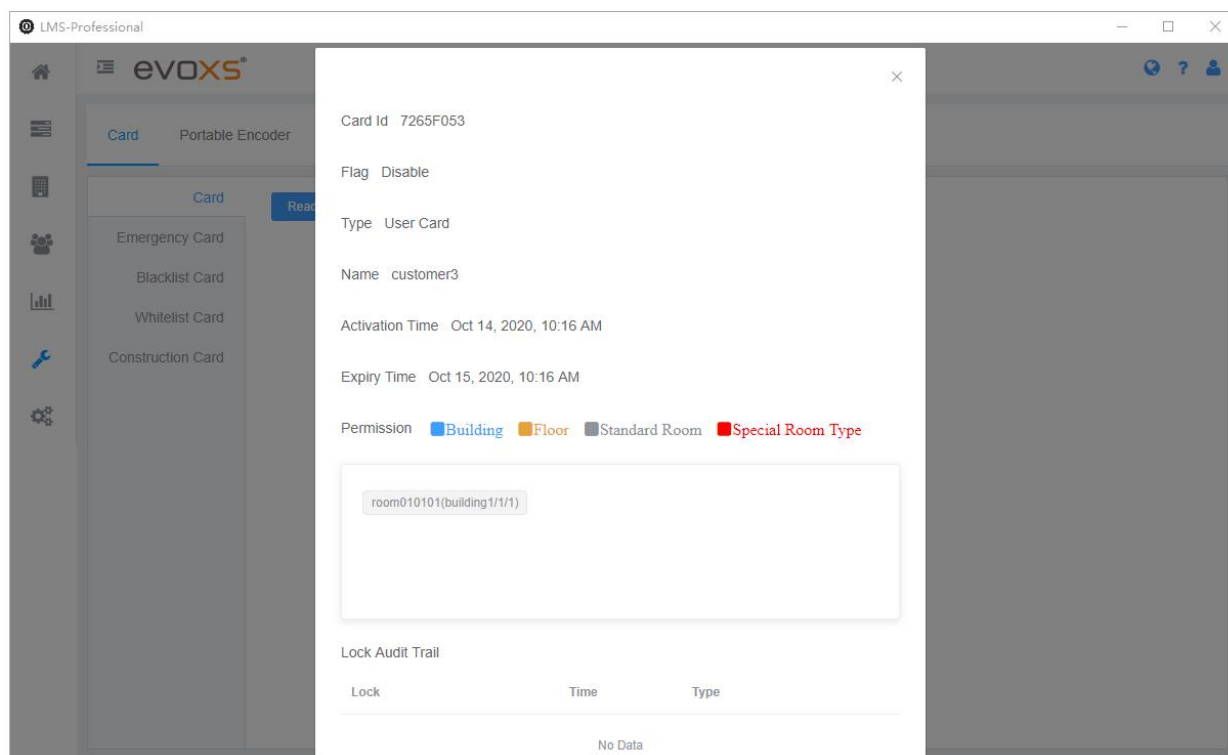 LMS-Professional
evoxs®
?
Card Portable Encoder
Card
Emergency Card
Blacklist Card
Whitelist Card
Construction Card
Card Id 7265F053
Flag Disable
Type User Card
Name customer3
Activation Time Oct 14, 2020, 10:16 AM
Expiry Time Oct 15, 2020, 10:16 AM
Permission Building Floor Standard Room Special Room Type
room010101(building1/1/1)
Lock Audit Trail
Lock Time Type
No Data